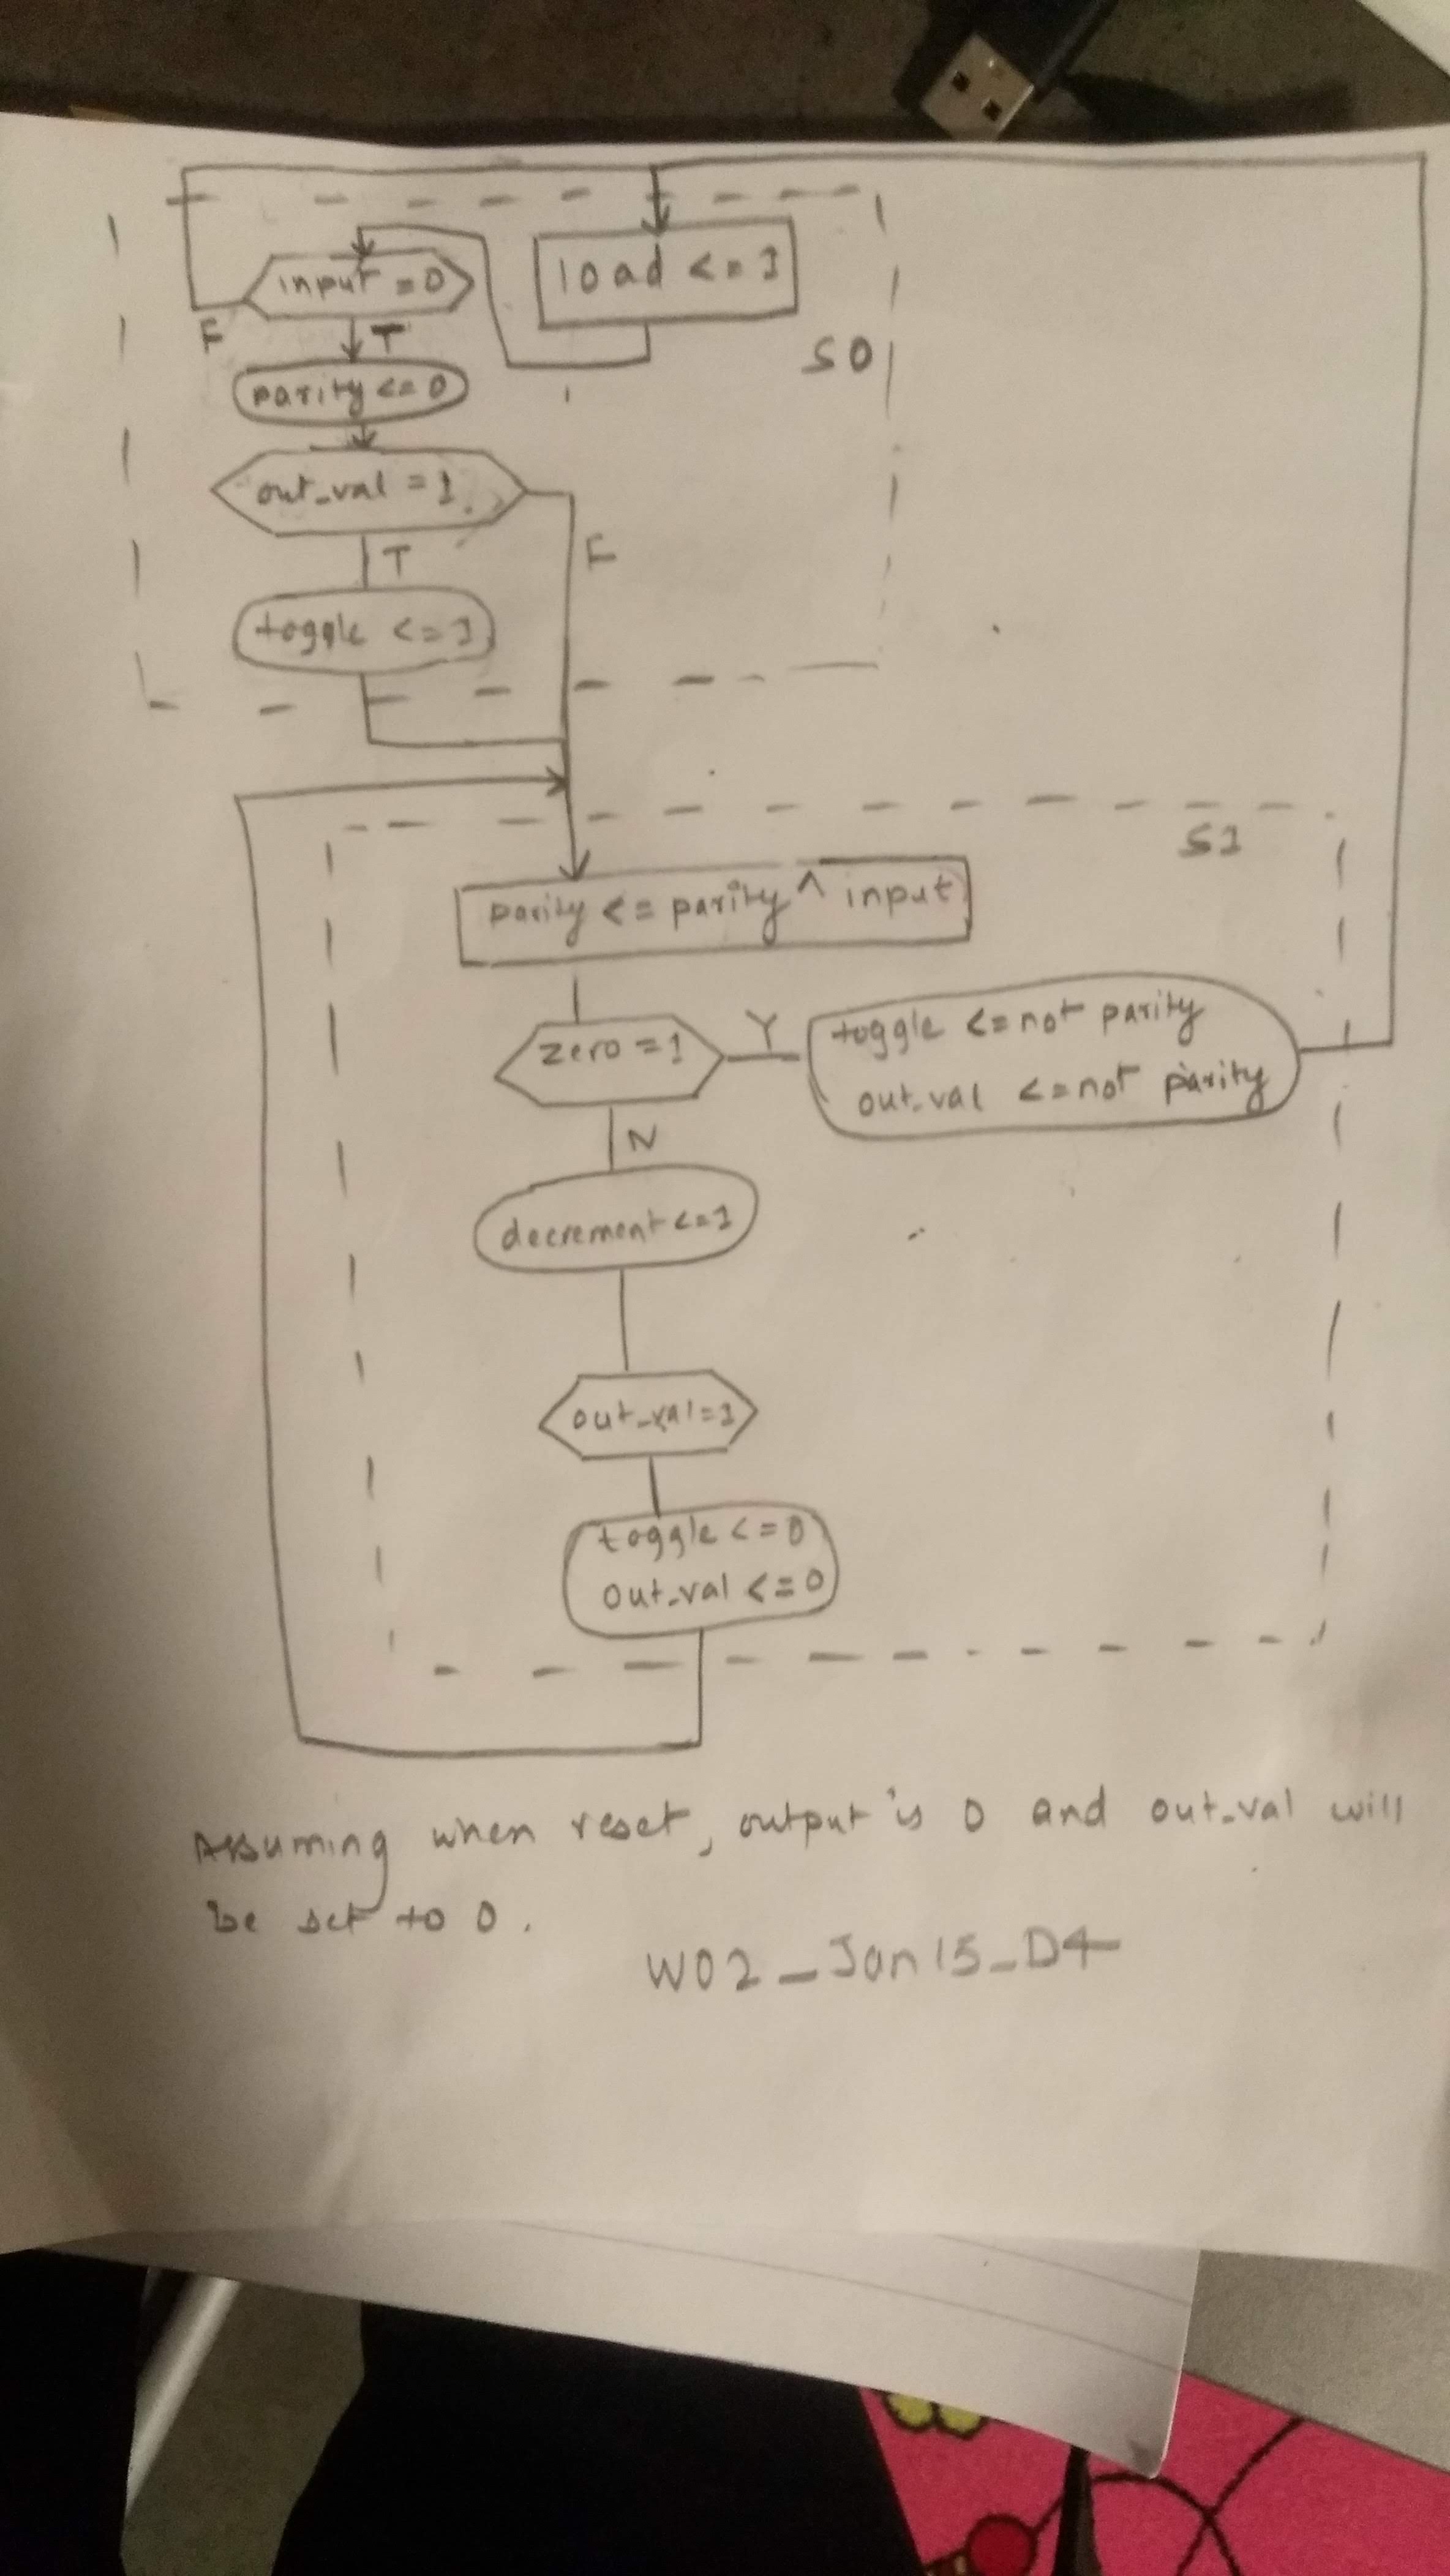 input = 0
load <= 1
F
T
S0
parity <= 0
out_val = 1
T
F
toggle <= 1
S1
parity <= parity ^ input
zero = 1
Y
toggle <= not parity
out_val <= not parity
N
decrement <= 1
out_val = 1
toggle <= 0
out_val <= 0
Assuming when reset, output is 0 and out_val will
be set to 0.
W02_Jan15_D4